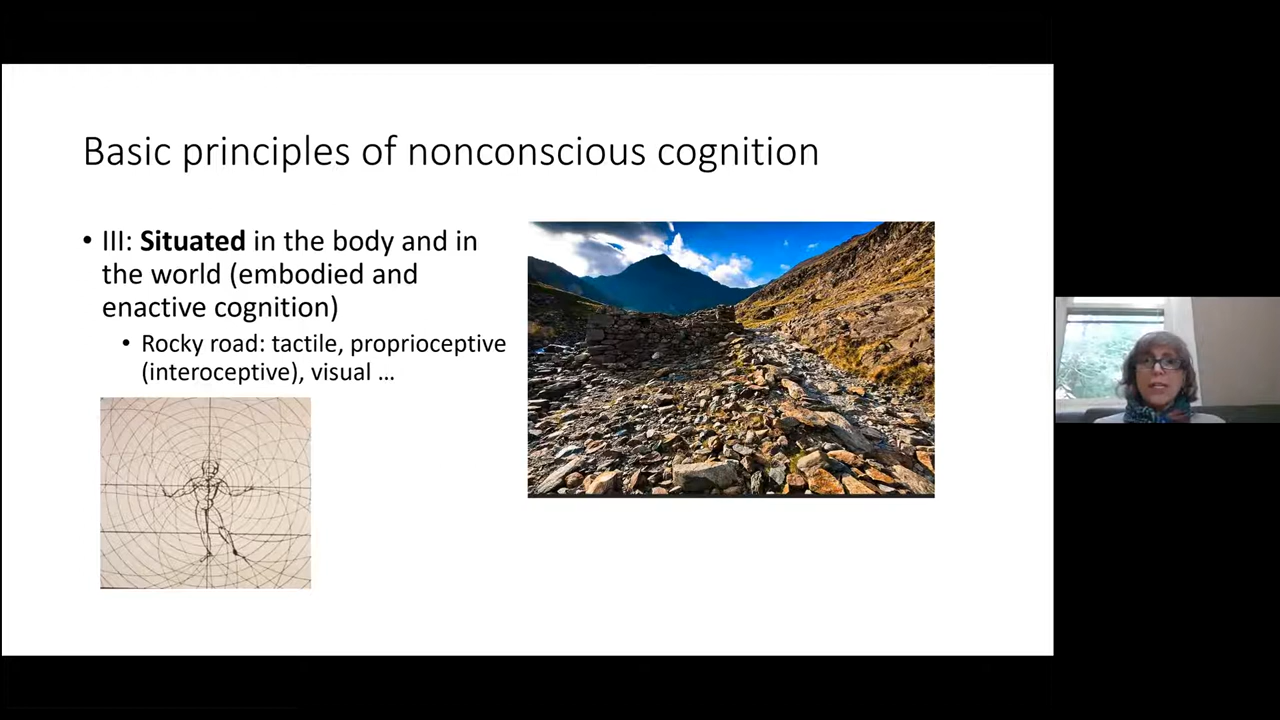 Basic principles of nonconscious cognition
• III: Situated in the body and in
the world (embodied and
enactive cognition)
• Rocky road: tactile, proprioceptive
(interoceptive), visual ...